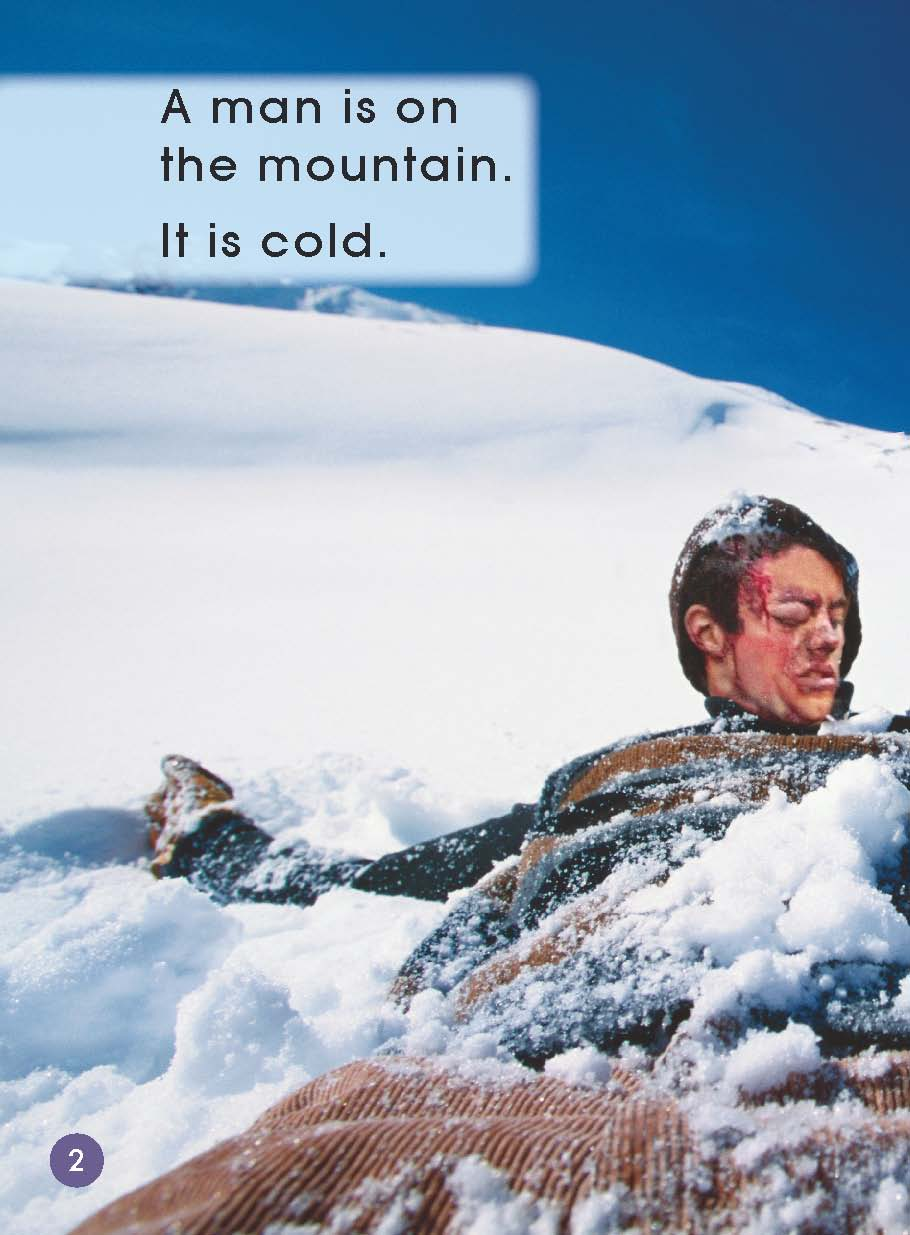 A man is on
the mountain.
It is cold.
2